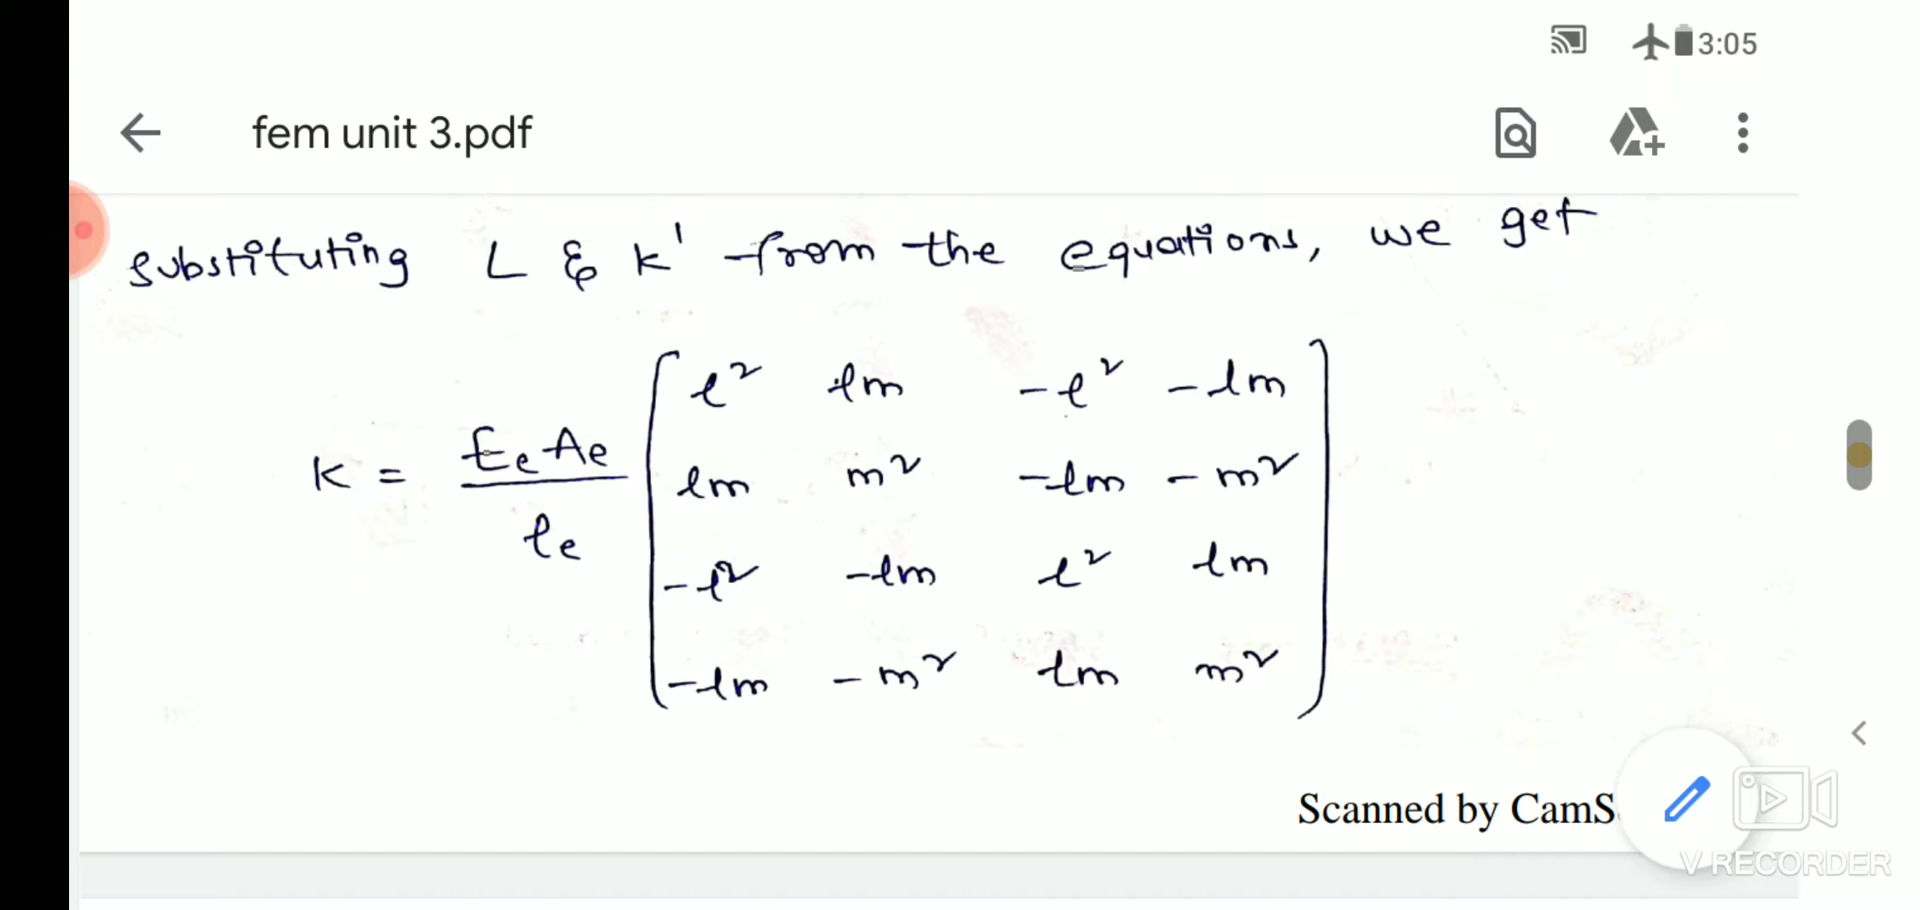 3:05
fem unit 3.pdf
substituting L & k' from the equations, we get
K = EₑAₑ / ℓₑ [ ℓ² ℓm -ℓ² -ℓm
ℓm m² -ℓm -m²
-ℓ² -ℓm ℓ² ℓm
-ℓm -m² ℓm m² ]
Scanned by CamS
V RECORDER